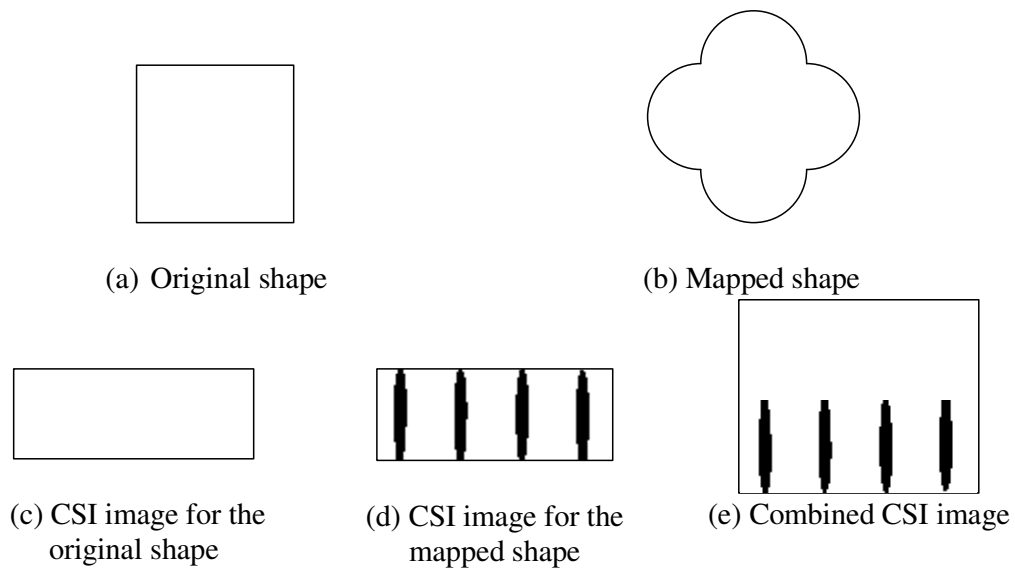 (a) Original shape
(b) Mapped shape
(c) CSI image for the
original shape
(d) CSI image for the
mapped shape
(e) Combined CSI image